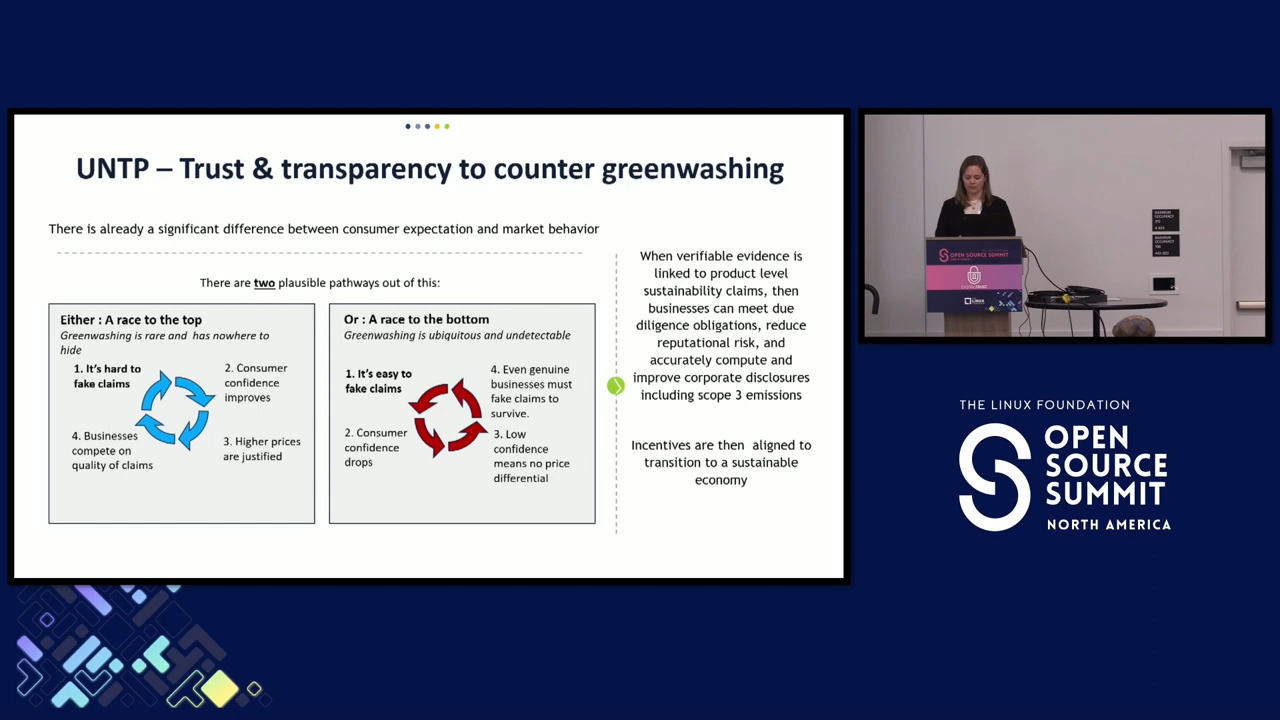 UNTP – Trust & transparency to counter greenwashing
There is already a significant difference between consumer expectation and market behavior
There are two plausible pathways out of this:
Either : A race to the top
Greenwashing is rare and has nowhere to
hide
1. It's hard to
fake claims
2. Consumer
confidence
improves
3. Higher prices
are justified
4. Businesses
compete on
quality of claims
Or : A race to the bottom
Greenwashing is ubiquitous and undetectable
1. It's easy to
fake claims
2. Consumer
confidence
drops
3. Low
confidence
means no price
differential
4. Even genuine
businesses must
fake claims to
survive.
When verifiable evidence is
linked to product level
sustainability claims, then
businesses can meet due
diligence obligations, reduce
reputational risk, and
accurately compute and
improve corporate disclosures
including scope 3 emissions
Incentives are then aligned to
transition to a sustainable
economy
OPEN SOURCE SUMMIT
THE LINUX FOUNDATION
OPEN
SOURCE
SUMMIT
NORTH AMERICA